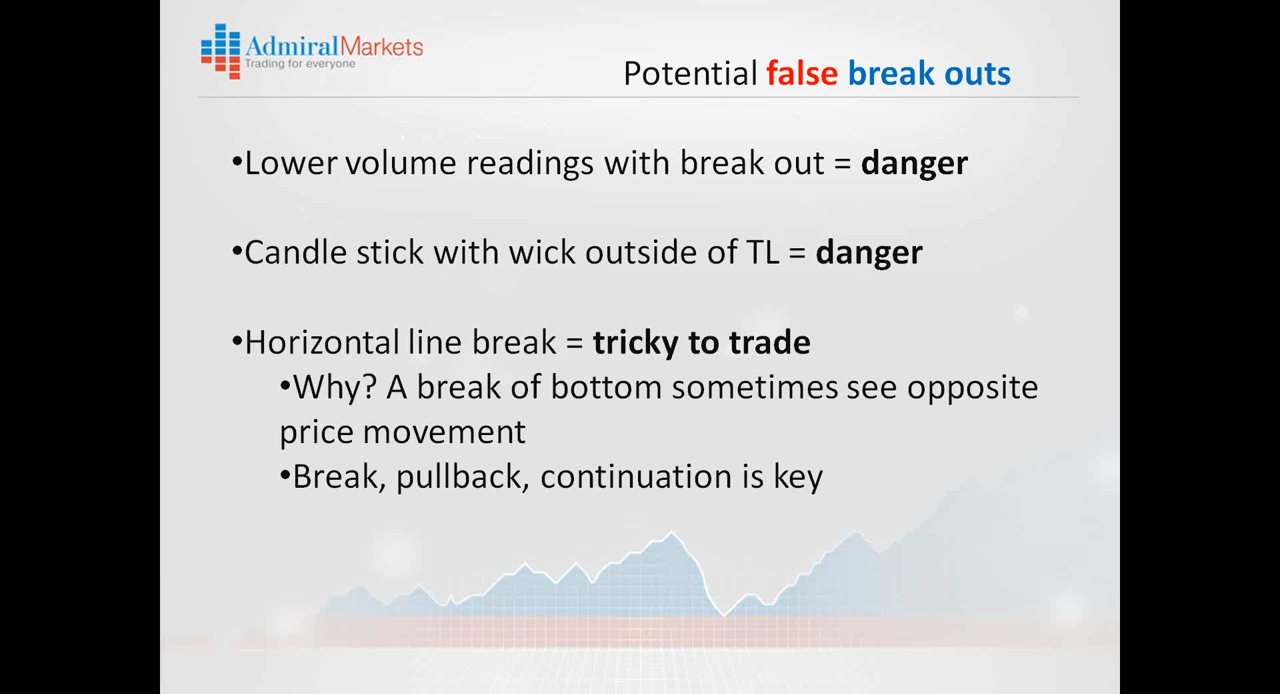 AdmiralMarkets
Trading for everyone
Potential false break outs
•Lower volume readings with break out = danger
•Candle stick with wick outside of TL = danger
•Horizontal line break = tricky to trade
•Why? A break of bottom sometimes see opposite
price movement
•Break, pullback, continuation is key